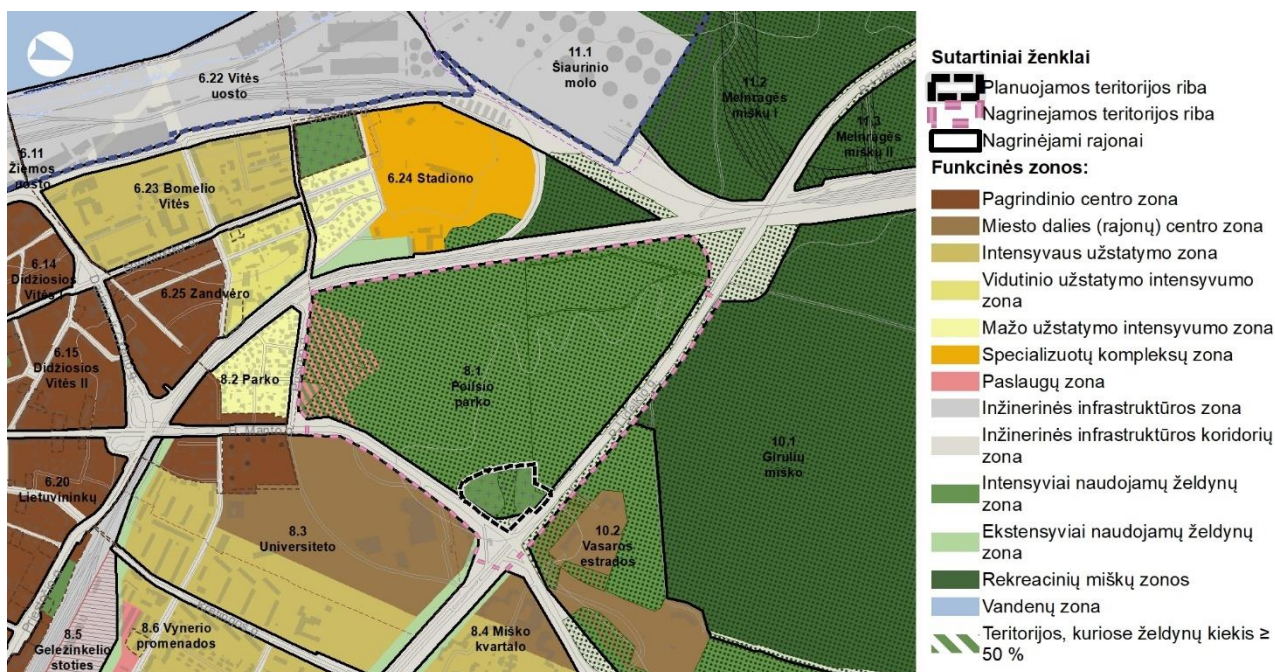 11.1
Šiaurinio
molo
6.22 Vitės
uosto
11.2
Melnragės
miškų I
11.3
Melnragės
miškų II
6.11
Žiemos
uosto
6.23 Bomelio
Vitės
6.24 Stadiono
6.14
Didžiosios
Vitės I
6.25 Zandvėro
6.15
Didžiosios
Vitės II
8.2 Parko
8.1
Poilsio
parko
H. Manto g.
10.1
Girulių
miško
6.20
Lietuvininkų
8.3
Universiteto
10.2
Vasaros
estrados
8.5
Geležinkelio
stoties
8.6 Vynerio
promenados
8.4 Miško
kvartalo
Sutartiniai ženklai
Planuojamos teritorijos riba
Nagrinejamos teritorijos riba
Nagrinėjami rajonai
Funkcinės zonos:
Pagrindinio centro zona
Miesto dalies (rajonų) centro zona
Intensyvaus užstatymo zona
Vidutinio užstatymo intensyvumo
zona
Mažo užstatymo intensyvumo zona
Specializuotų kompleksų zona
Paslaugų zona
Inžinerinės infrastruktūros zona
Inžinerinės infrastruktūros koridorių
zona
Intensyviai naudojamų želdynų
zona
Ekstensyviai naudojamų želdynų
zona
Rekreacinių miškų zonos
Vandenų zona
Teritorijos, kuriose želdynų kiekis ≥
50 %